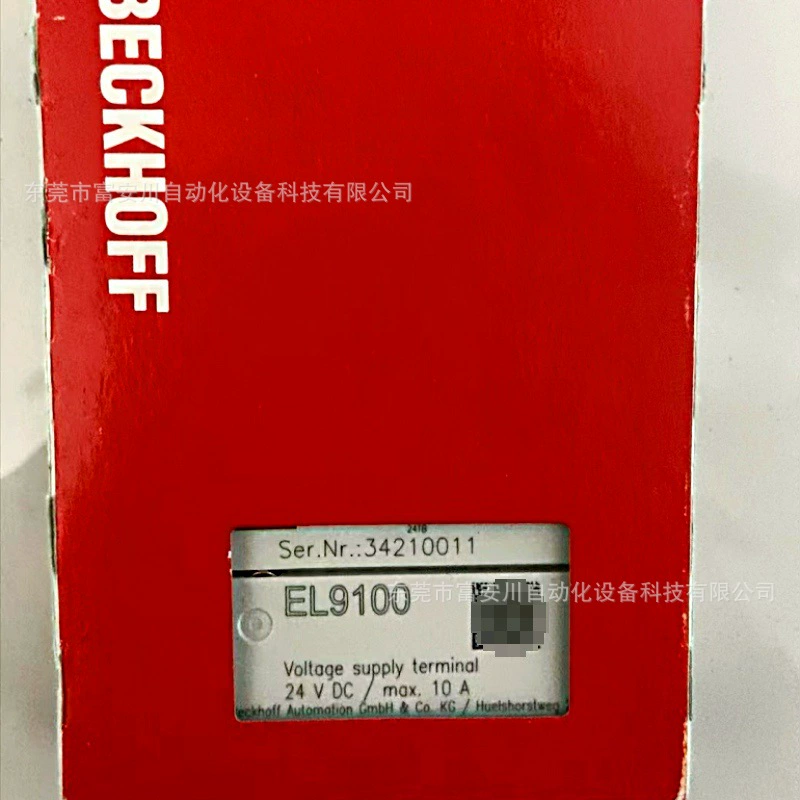 BECKHOFF
东莞市富安川自动化设备科技有限公司
2418
Ser.Nr.:34210011
EL9100
东莞市富安川自动化设备科技有限公司
Voltage supply terminal
24 V DC / max. 10 A
eckhoff Automation GmbH & Co. KG / Huelshorstweg